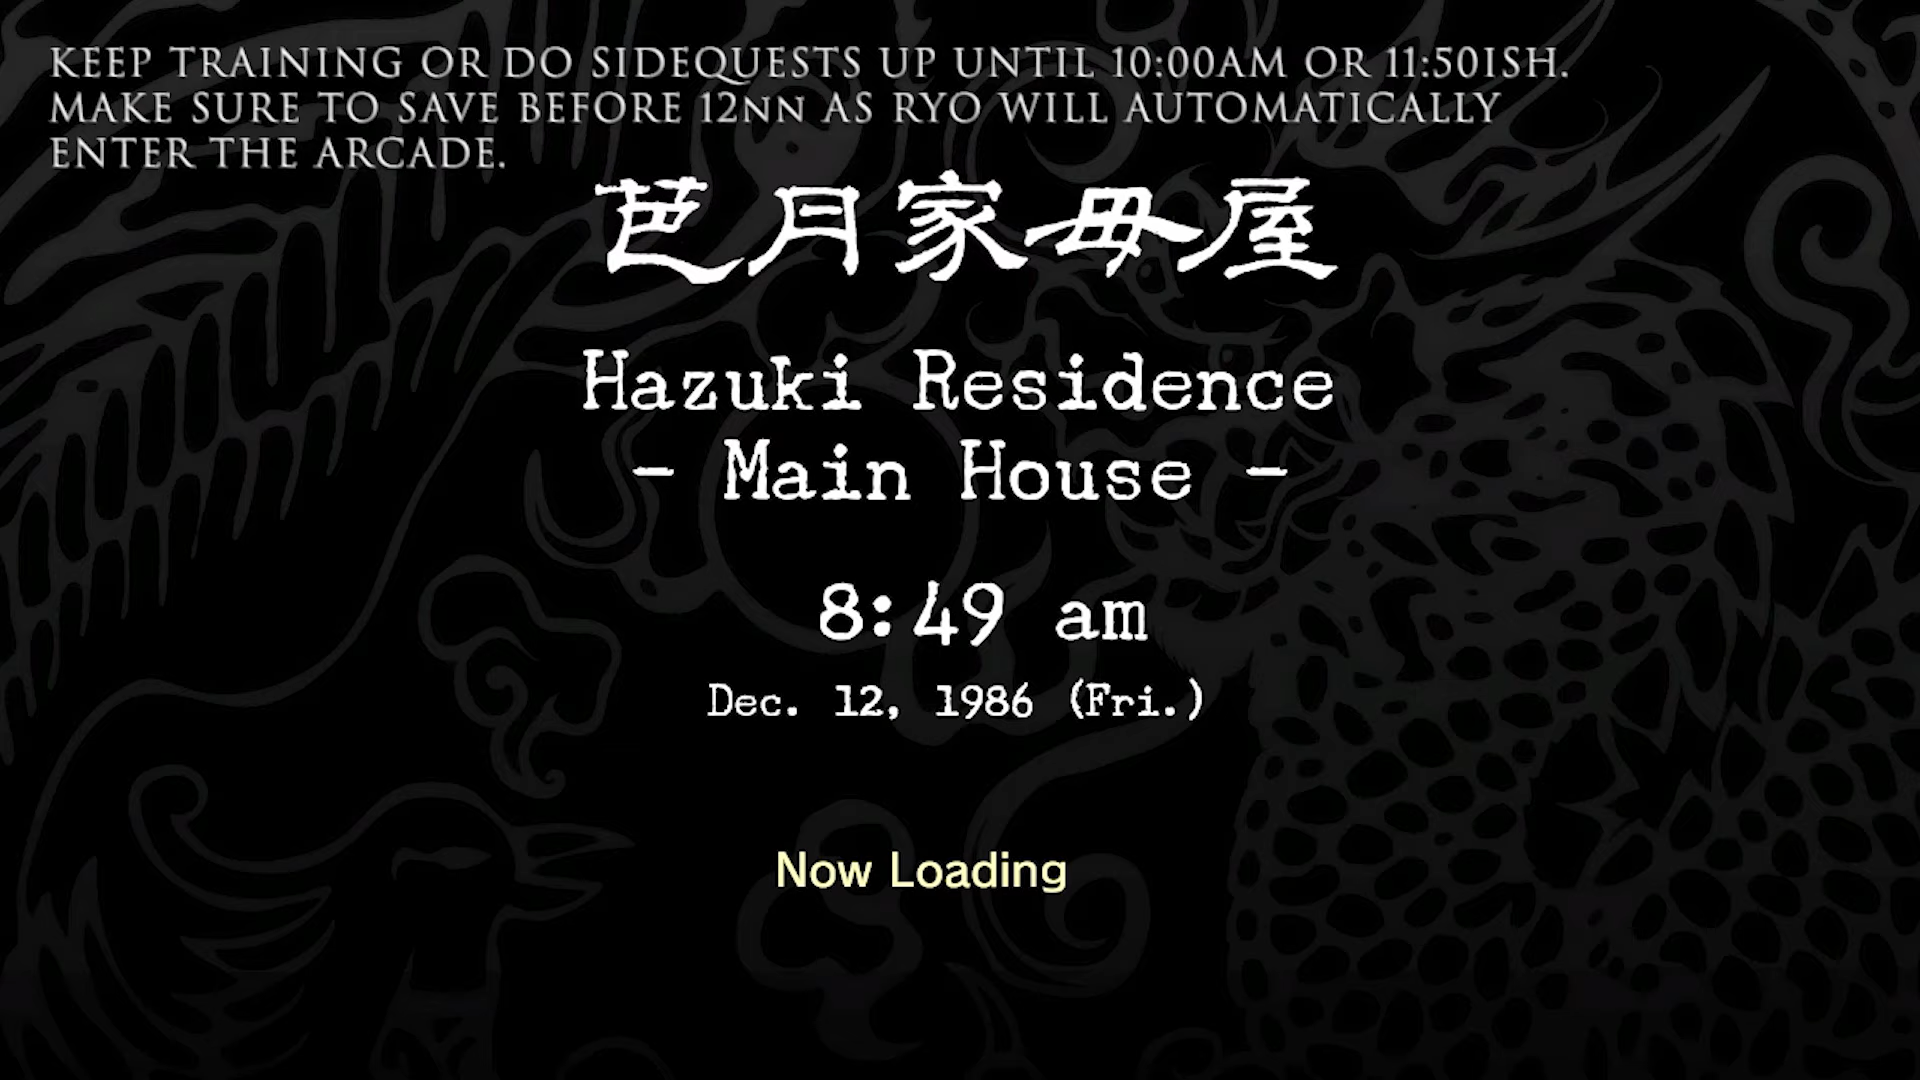 KEEP TRAINING OR DO SIDEQUESTS UP UNTIL 10:00AM OR 11:50ISH.
MAKE SURE TO SAVE BEFORE 12NN AS RYO WILL AUTOMATICALLY
ENTER THE ARCADE.
芭月家母屋
Hazuki Residence
- Main House -
8:49 am
Dec. 12, 1986 (Fri.)
Now Loading